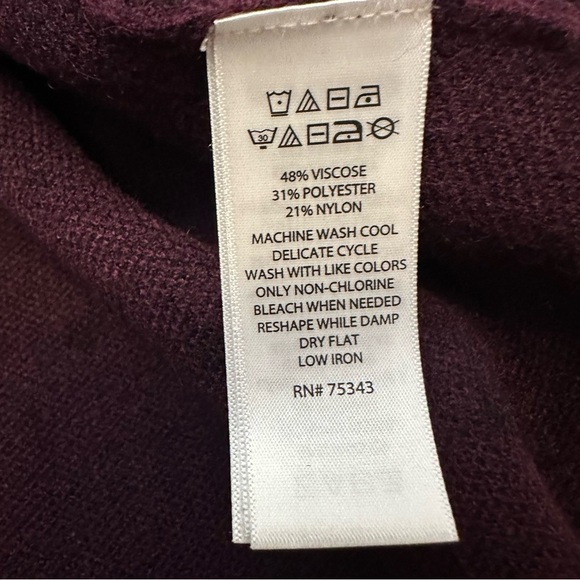 30
48% VISCOSE
31% POLYESTER
21% NYLON
MACHINE WASH COOL
DELICATE CYCLE
WASH WITH LIKE COLORS
ONLY NON-CHLORINE
BLEACH WHEN NEEDED
RESHAPE WHILE DAMP
DRY FLAT
LOW IRON
RN# 75343